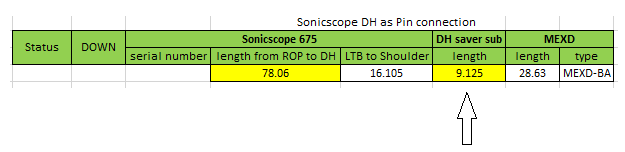 Sonicscope DH as Pin connection
Status DOWN Sonicscope 675 DH saver sub MEXD
serial number length from ROP to DH LTB to Shoulder length length type
78.06 16.105 9.125 28.63 MEXD-BA